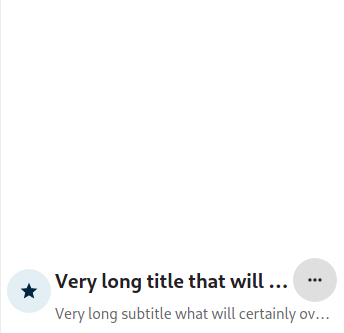 Very long title that will ...
Very long subtitle what will certainly ov...